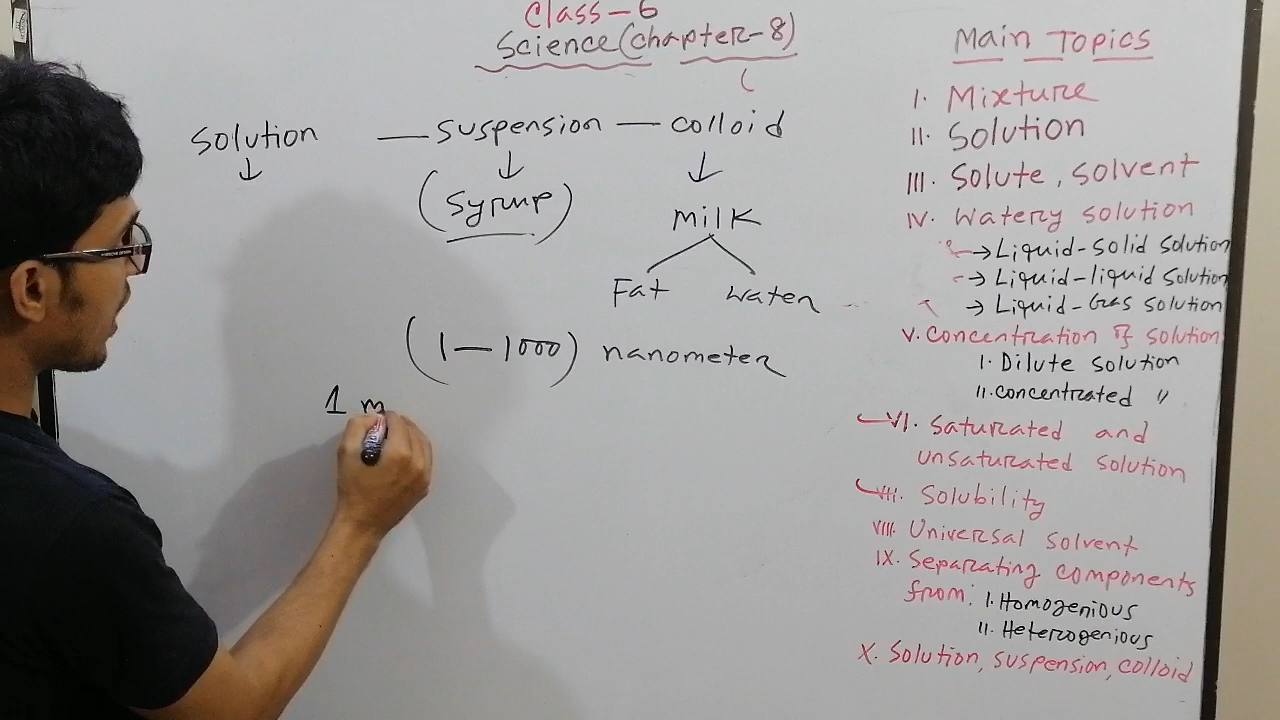 Class-6
Science (chapter-8)
solution — suspension — colloid
(Syrup)
Milk
Fat Water
(1 — 1000) nanometer
1 m
Main Topics
I. Mixture
II. Solution
III. Solute, solvent
IV. Watery solution
→ Liquid-solid solution
→ Liquid-liquid solution
→ Liquid-Gas solution
V. Concentration of solution
I. Dilute solution
II. concentrated "
VI. Saturated and
unsaturated solution
VII. Solubility
VIII. Universal solvent
IX. Separating components
from: I. Homogenious
II. Heterogenious
X. Solution, suspension, colloid